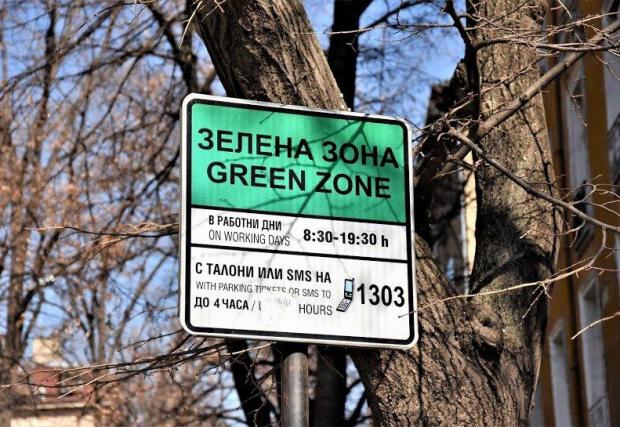 ЗЕЛЕНА ЗОНА
GREEN ZONE
В РАБОТНИ ДНИ
ON WORKING DAYS 8:30-19:30 h
С ТАЛОНИ ИЛИ SMS НА
WITH PARKING TICKETS OR SMS TO 1303
ДО 4 ЧАСА / HOURS